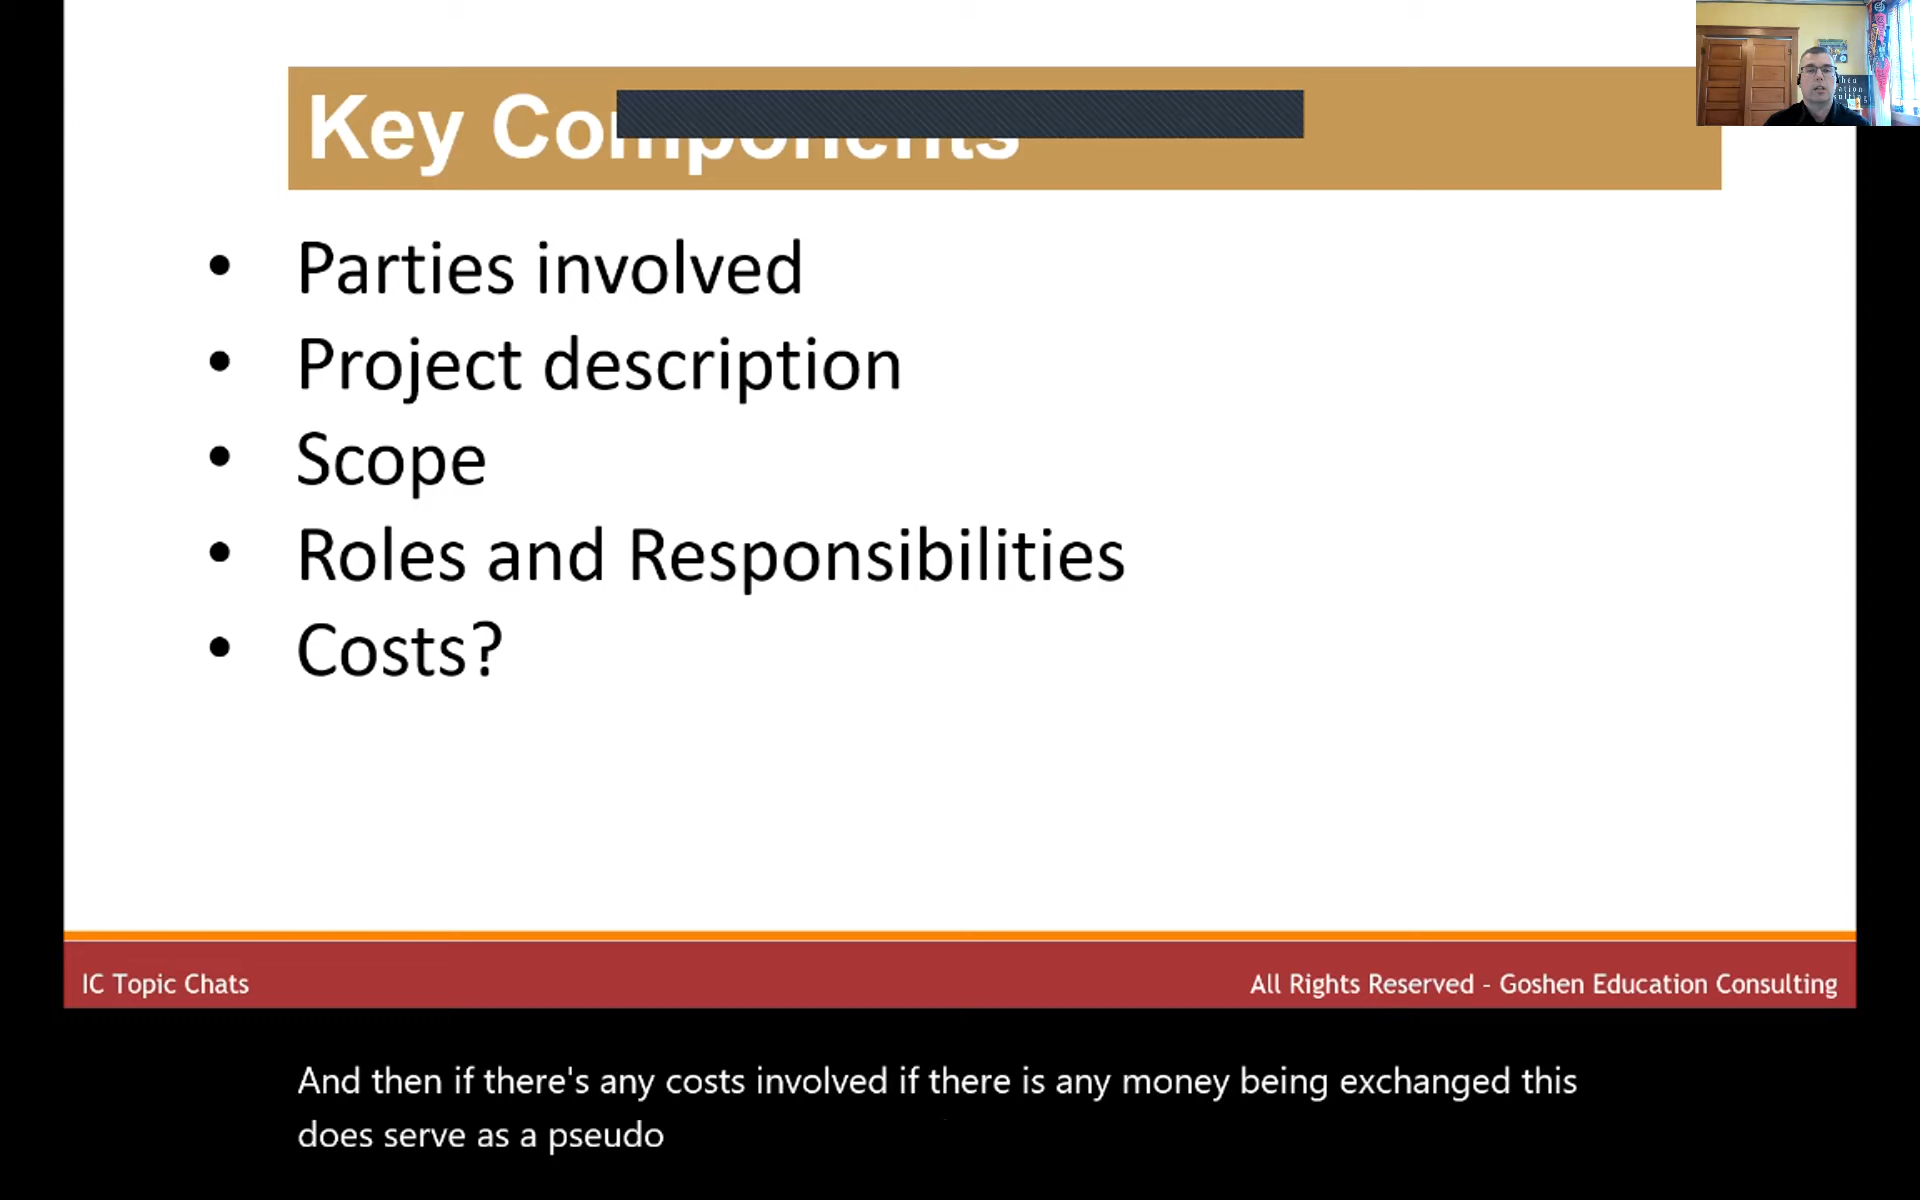 Key Components
• Parties involved
• Project description
• Scope
• Roles and Responsibilities
• Costs?
IC Topic Chats
All Rights Reserved - Goshen Education Consulting
And then if there's any costs involved if there is any money being exchanged this
does serve as a pseudo